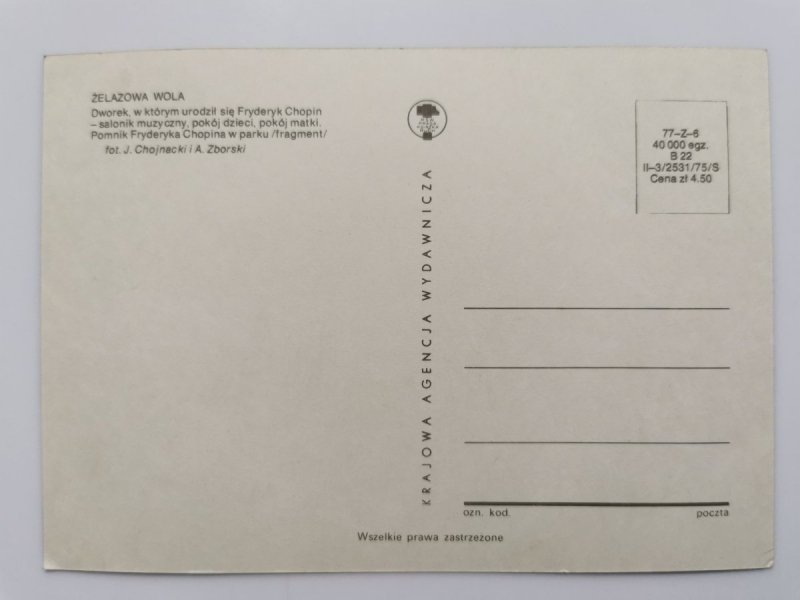 ŻELAZOWA WOLA
Dworek, w którym urodził się Fryderyk Chopin
– salonik muzyczny, pokój dzieci, pokój matki.
Pomnik Fryderyka Chopina w parku /fragment/
fot. J. Chojnacki i A. Zborski
KRAJOWA AGENCJA WYDAWNICZA
77–Z–6
40 000 egz.
B 22
II–3/2531/75/S
Cena zł 4.50
ozn. kod.
poczta
Wszelkie prawa zastrzeżone